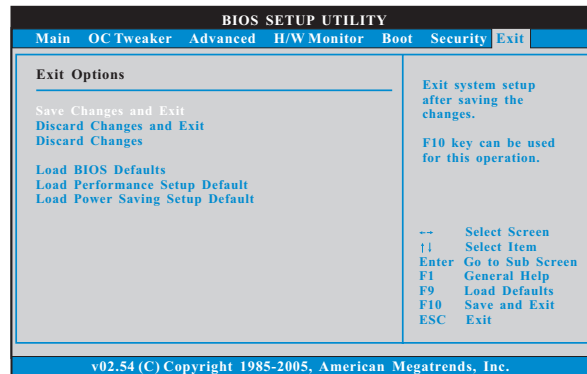 BIOS SETUP UTILITY
Main OC Tweaker Advanced H/W Monitor Boot Security Exit
Exit Options
Save Changes and Exit
Discard Changes and Exit
Discard Changes
Load BIOS Defaults
Load Performance Setup Default
Load Power Saving Setup Default
Exit system setup
after saving the
changes.
F10 key can be used
for this operation.
←→ Select Screen
↑↓ Select Item
Enter Go to Sub Screen
F1 General Help
F9 Load Defaults
F10 Save and Exit
ESC Exit
v02.54 (C) Copyright 1985-2005, American Megatrends, Inc.